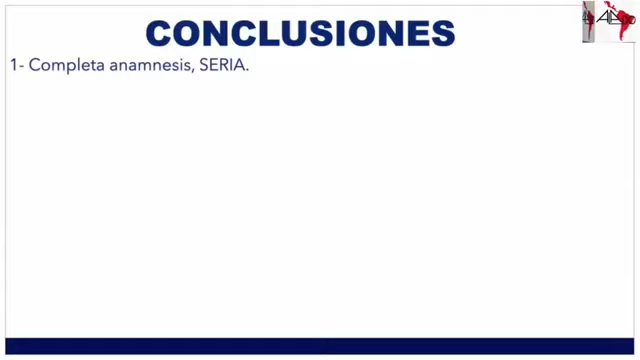 CONCLUSIONES
1- Completa anamnesis, SERIA.